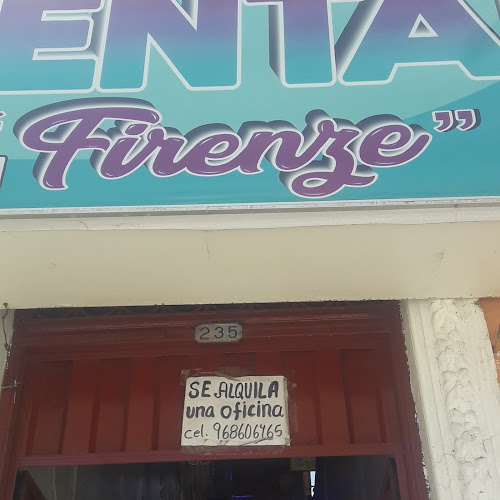 ENTA
Firenze”
235
SE ALQUILA
una oficina
cel. 968606465